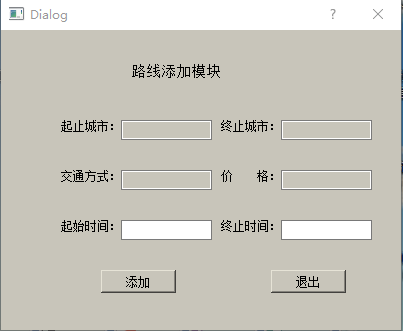 Dialog
路线添加模块
起止城市： 终止城市：
交通方式： 价 格：
起始时间： 终止时间：
添加 退出